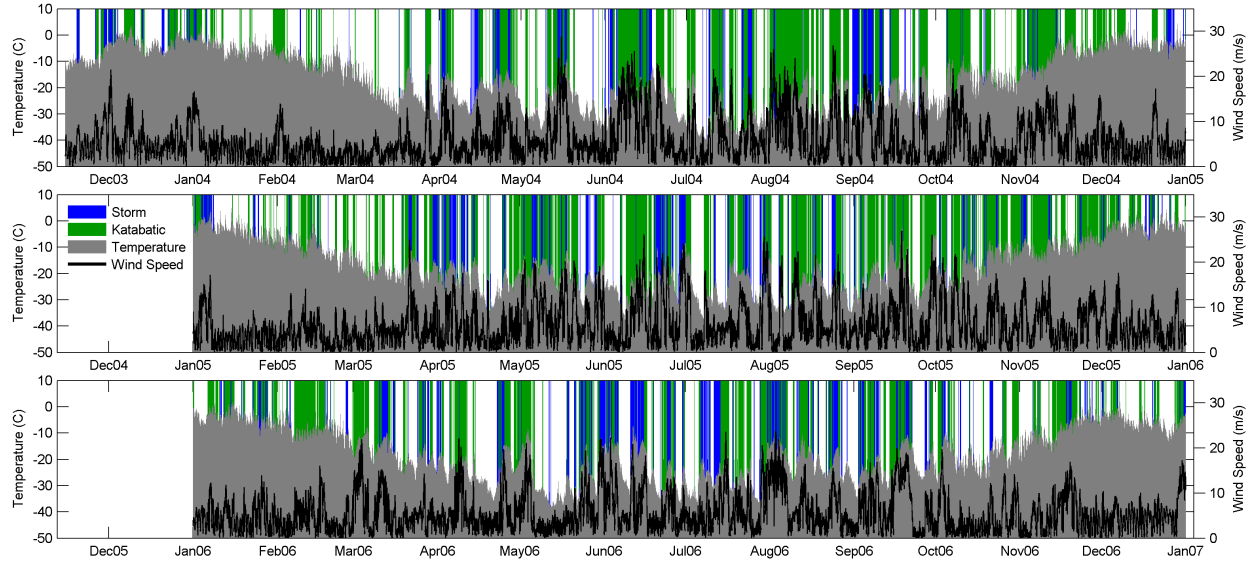 10
0
-10
-20
-30
-40
-50
Temperature (C)
30
20
10
0
Wind Speed (m/s)
Dec03 Jan04 Feb04 Mar04 Apr04 May04 Jun04 Jul04 Aug04 Sep04 Oct04 Nov04 Dec04 Jan05
10
0
-10
-20
-30
-40
-50
Temperature (C)
Storm
Katabatic
Temperature
Wind Speed
30
20
10
0
Wind Speed (m/s)
Dec04 Jan05 Feb05 Mar05 Apr05 May05 Jun05 Jul05 Aug05 Sep05 Oct05 Nov05 Dec05 Jan06
10
0
-10
-20
-30
-40
-50
Temperature (C)
30
20
10
0
Wind Speed (m/s)
Dec05 Jan06 Feb06 Mar06 Apr06 May06 Jun06 Jul06 Aug06 Sep06 Oct06 Nov06 Dec06 Jan07